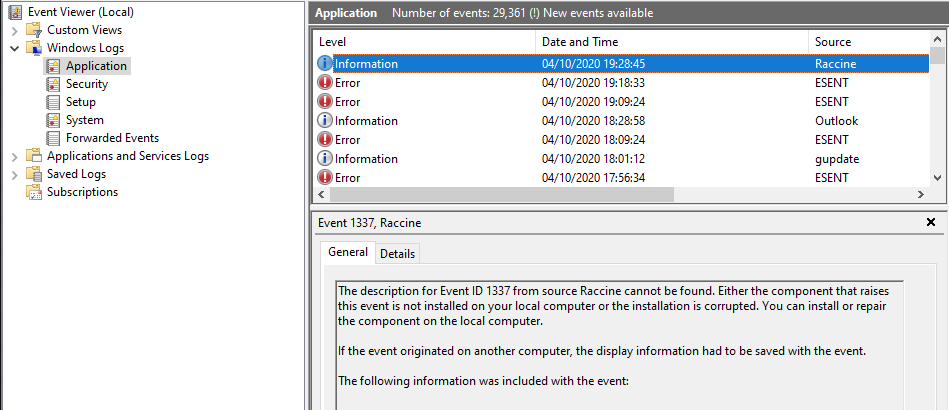 Event Viewer (Local)
Custom Views
Windows Logs
Application
Security
Setup
System
Forwarded Events
Applications and Services Logs
Saved Logs
Subscriptions
Application Number of events: 29,361 (!) New events available
Level Date and Time Source
Information 04/10/2020 19:28:45 Raccine
Error 04/10/2020 19:18:33 ESENT
Error 04/10/2020 19:09:24 ESENT
Information 04/10/2020 18:28:58 Outlook
Error 04/10/2020 18:09:24 ESENT
Information 04/10/2020 18:01:12 gupdate
Error 04/10/2020 17:56:34 ESENT
Event 1337, Raccine
General Details
The description for Event ID 1337 from source Raccine cannot be found. Either the component that raises
this event is not installed on your local computer or the installation is corrupted. You can install or repair
the component on the local computer.
If the event originated on another computer, the display information had to be saved with the event.
The following information was included with the event: